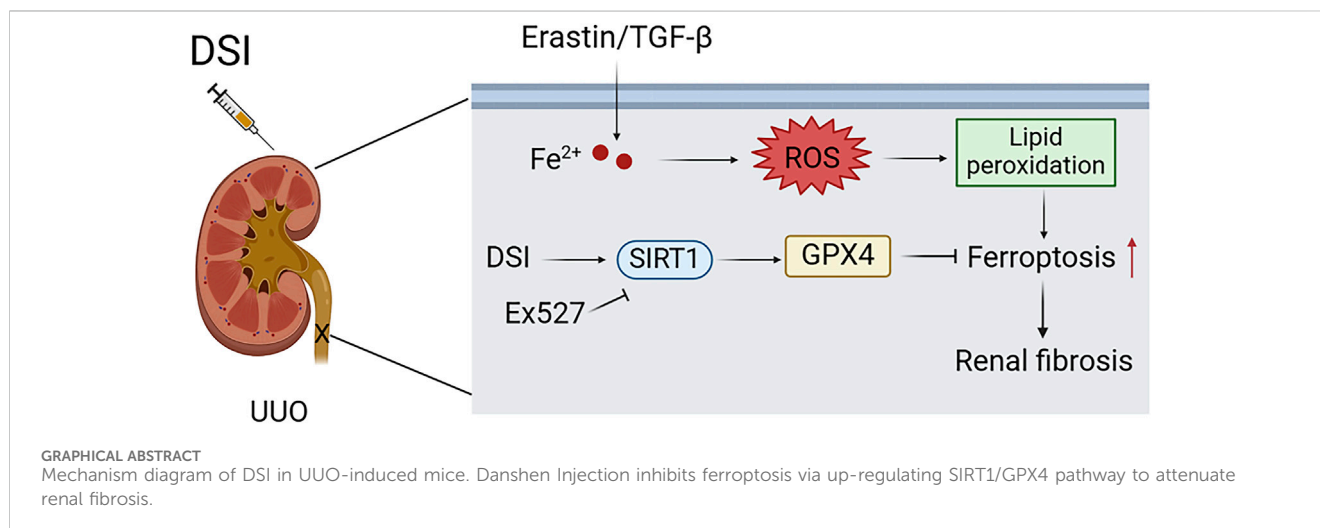 DSI
Erastin/TGF-β
Fe²⁺
ROS
Lipid
peroxidation
DSI
SIRT1
GPX4
Ferroptosis
Ex527
Renal fibrosis
X
UUO
GRAPHICAL ABSTRACT
Mechanism diagram of DSI in UUO-induced mice. Danshen Injection inhibits ferroptosis via up-regulating SIRT1/GPX4 pathway to attenuate
renal fibrosis.